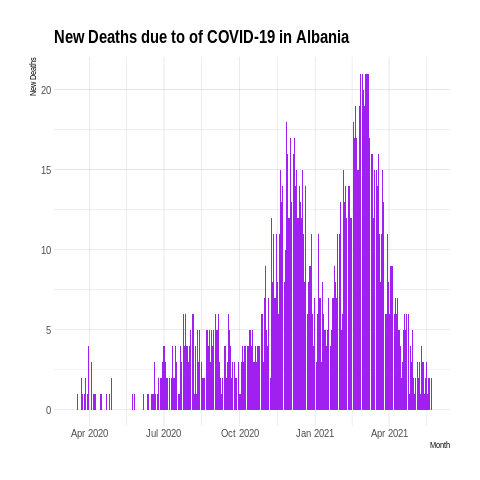 New Deaths due to of COVID-19 in Albania
New Deaths
20
15
10
5
0
Apr 2020 Jul 2020 Oct 2020 Jan 2021 Apr 2021
Month